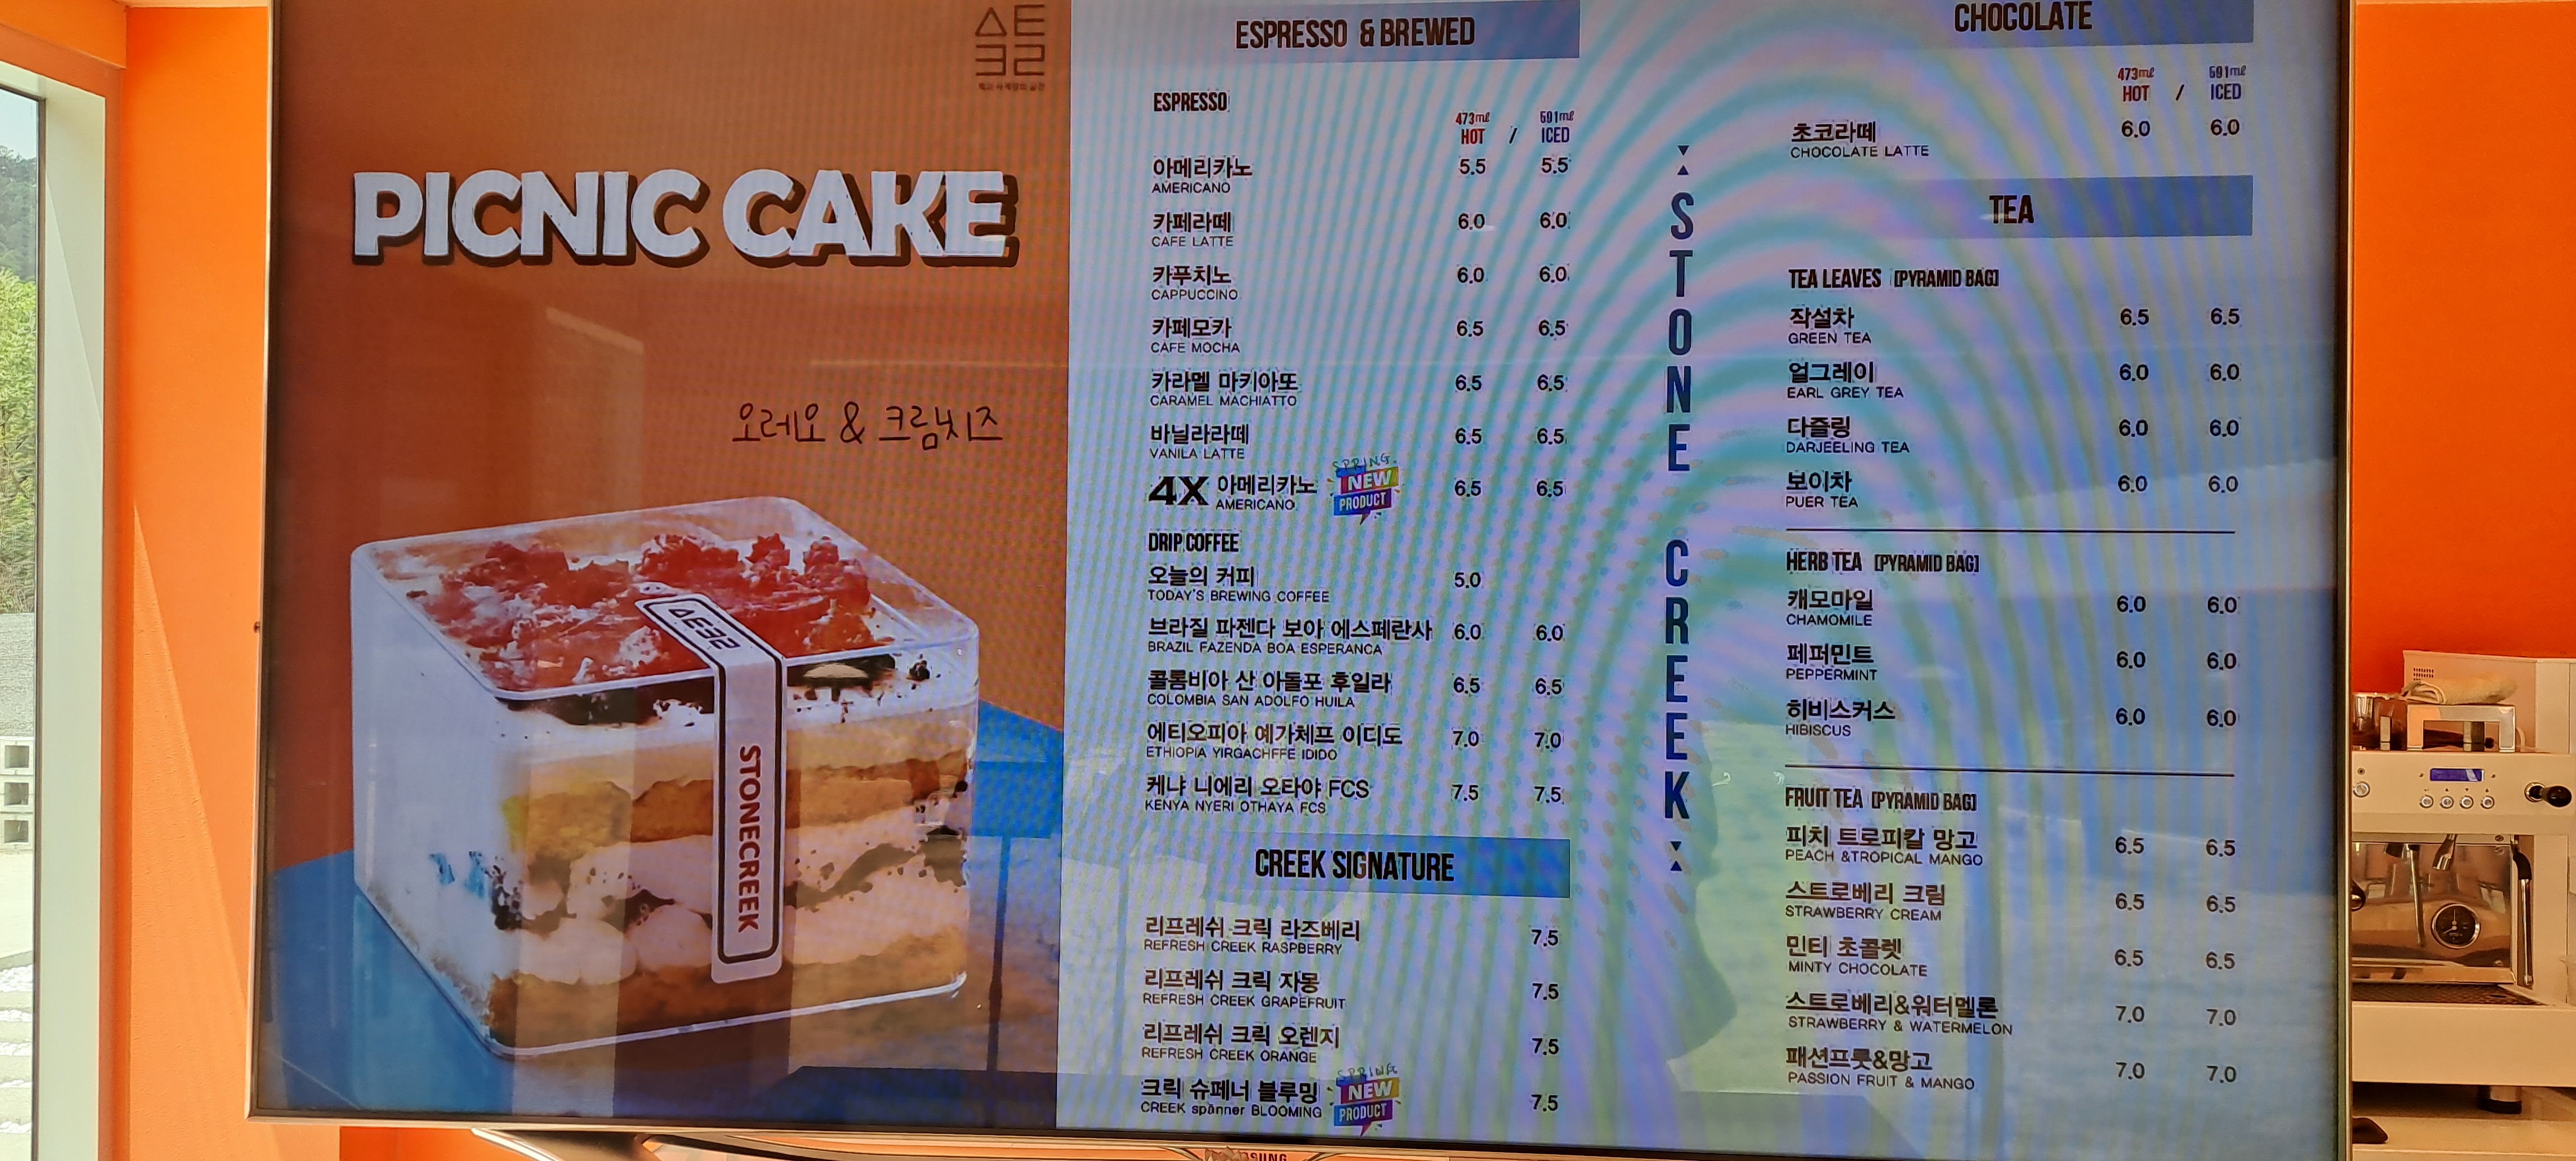 스트
크릭
PICNIC CAKE
오레오 & 크림치즈
STONECREEK
ESPRESSO & BREWED
ESPRESSO
473㎖ 591㎖
HOT / ICED
아메리카노 5.5 5.5
AMERICANO
카페라떼 6.0 6.0
CAFE LATTE
카푸치노 6.0 6.0
CAPPUCCINO
카페모카 6.5 6.5
CAFE MOCHA
카라멜 마키아또 6.5 6.5
CARAMEL MACHIATTO
바닐라라떼 6.5 6.5
VANILA LATTE
SPRING
NEW
PRODUCT
4X 아메리카노 6.5 6.5
AMERICANO
DRIP COFFEE
오늘의 커피 5.0
TODAY'S BREWING COFFEE
브라질 파젠다 보아 에스페란사 6.0 6.0
BRAZIL FAZENDA BOA ESPERANCA
콜롬비아 산 아돌포 후일라 6.5 6.5
COLOMBIA SAN ADOLFO HUILA
에티오피아 예가체프 이디도 7.0 7.0
ETHIOPIA YIRGACHFFE IDIDO
케냐 니에리 오타야 FCS 7.5 7.5
KENYA NYERI OTHAYA FCS
CREEK SIGNATURE
리프레쉬 크릭 라즈베리 7.5
REFRESH CREEK RASPBERRY
리프레쉬 크릭 자몽 7.5
REFRESH CREEK GRAPEFRUIT
리프레쉬 크릭 오렌지 7.5
REFRESH CREEK ORANGE
SPRING
NEW
PRODUCT
크릭 슈페너 블루밍 7.5
CREEK spänner BLOOMING
STONE CREEK
CHOCOLATE
473㎖ 591㎖
HOT / ICED
초코라떼 6.0 6.0
CHOCOLATE LATTE
TEA
TEA LEAVES [PYRAMID BAG]
작설차 6.5 6.5
GREEN TEA
얼그레이 6.0 6.0
EARL GREY TEA
다즐링 6.0 6.0
DARJEELING TEA
보이차 6.0 6.0
PUER TEA
HERB TEA [PYRAMID BAG]
캐모마일 6.0 6.0
CHAMOMILE
페퍼민트 6.0 6.0
PEPPERMINT
히비스커스 6.0 6.0
HIBISCUS
FRUIT TEA [PYRAMID BAG]
피치 트로피칼 망고 6.5 6.5
PEACH &TROPICAL MANGO
스트로베리 크림 6.5 6.5
STRAWBERRY CREAM
민티 초콜렛 6.5 6.5
MINTY CHOCOLATE
스트로베리&워터멜론 7.0 7.0
STRAWBERRY & WATERMELON
패션프룻&망고 7.0 7.0
PASSION FRUIT & MANGO